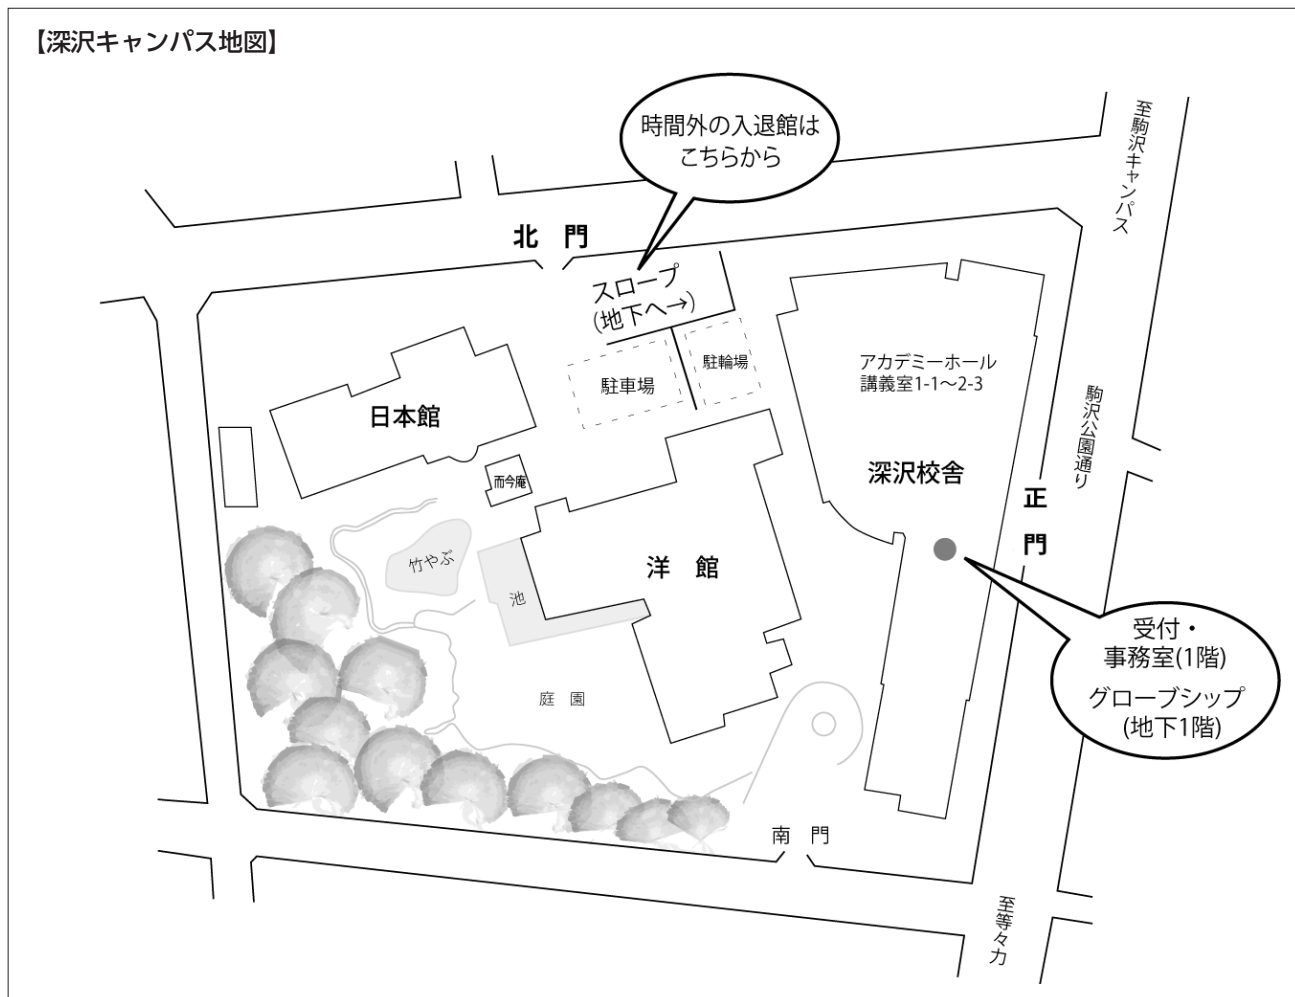 【深沢キャンパス地図】
時間外の入退館は
こちらから
至駒沢キャンパス
北　門
スロープ
(地下へ→)
駐車場
駐輪場
アカデミーホール
講義室1-1～2-3
日本館
駒沢公園通り
深沢校舎
而今庵
正門
竹やぶ
洋　館
池
受付・
事務室(1階)
グローブシップ
(地下1階)
庭　園
南　門
至等々力